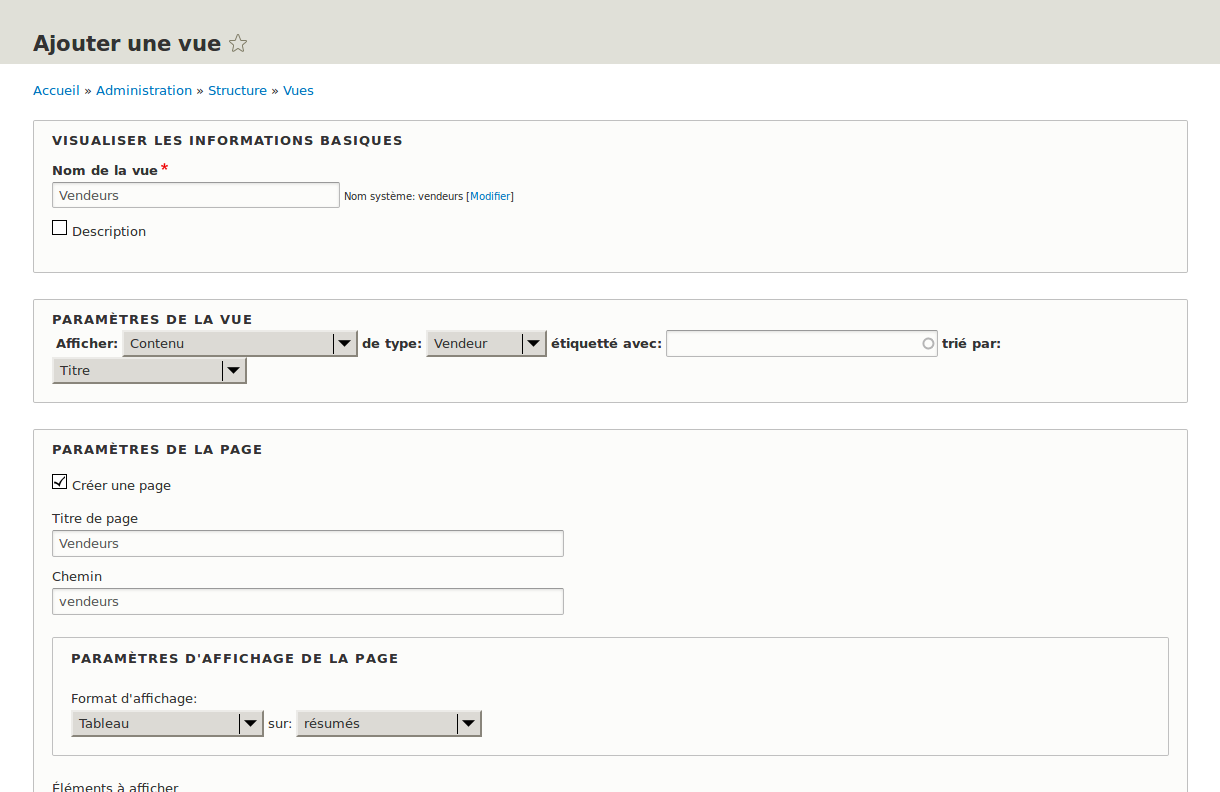 Ajouter une vue
Accueil » Administration » Structure » Vues
VISUALISER LES INFORMATIONS BASIQUES
Nom de la vue*
Vendeurs Nom système: vendeurs [Modifier]
Description
PARAMÈTRES DE LA VUE
Afficher: Contenu de type: Vendeur étiquetté avec: trié par:
Titre
PARAMÈTRES DE LA PAGE
Créer une page
Titre de page
Vendeurs
Chemin
vendeurs
PARAMÈTRES D'AFFICHAGE DE LA PAGE
Format d'affichage:
Tableau sur: résumés
Éléments à afficher